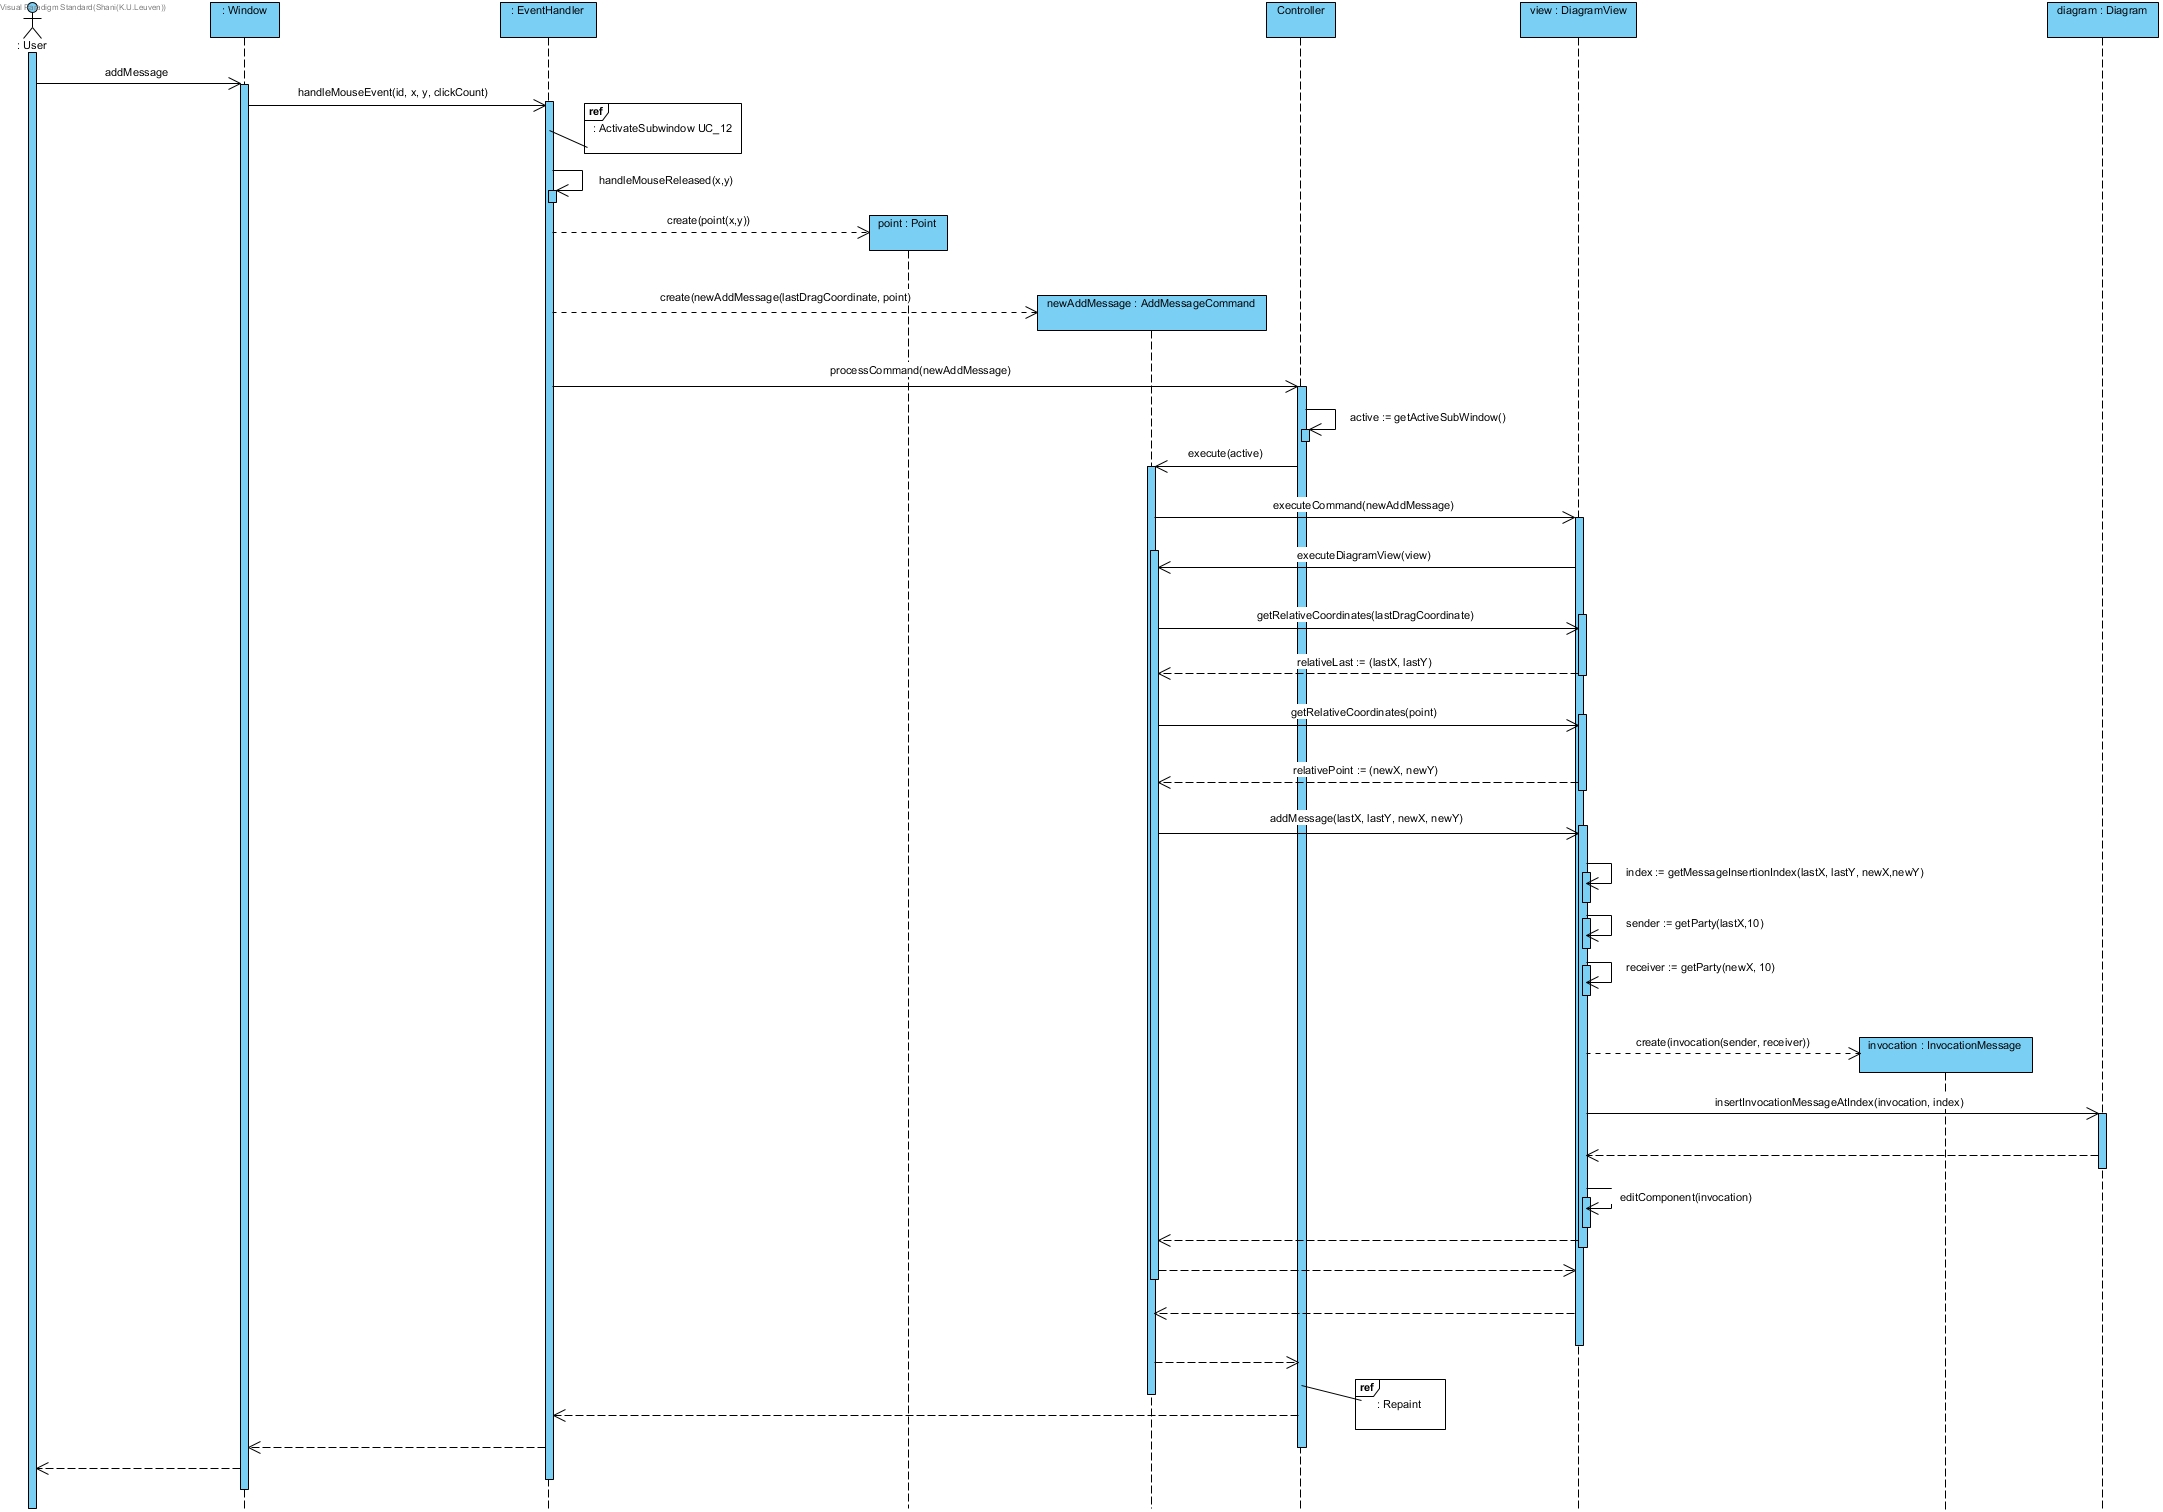 Visual Paradigm Standard(Shani(K.U.Leuven))
: User
: Window
: EventHandler
Controller
view : DiagramView
diagram : Diagram
addMessage
handleMouseEvent(id, x, y, clickCount)
ref
: ActivateSubwindow UC_12
handleMouseReleased(x,y)
create(point(x,y))
point : Point
create(newAddMessage(lastDragCoordinate, point)
newAddMessage : AddMessageCommand
processCommand(newAddMessage)
active := getActiveSubWindow()
execute(active)
executeCommand(newAddMessage)
executeDiagramView(view)
getRelativeCoordinates(lastDragCoordinate)
relativeLast := (lastX, lastY)
getRelativeCoordinates(point)
relativePoint := (newX, newY)
addMessage(lastX, lastY, newX, newY)
index := getMessageInsertionIndex(lastX, lastY, newX,newY)
sender := getParty(lastX,10)
receiver := getParty(newX, 10)
create(invocation(sender, receiver))
invocation : InvocationMessage
insertInvocationMessageAtIndex(invocation, index)
editComponent(invocation)
ref
: Repaint